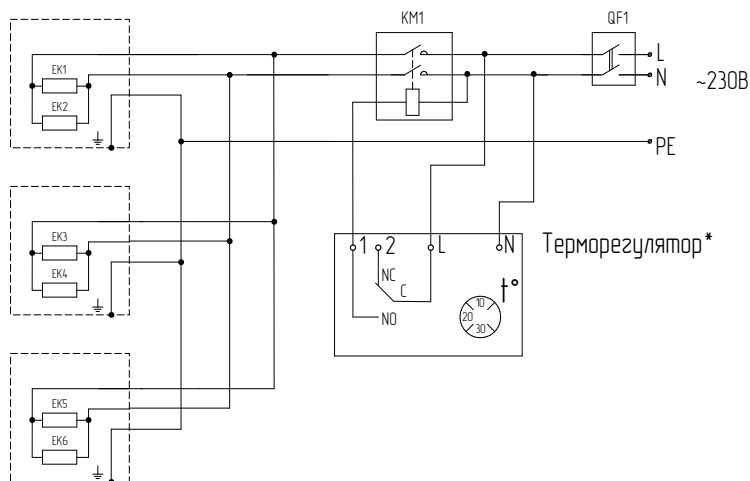 KM1
QF1
L
N
~230В
EK1
EK2
PE
EK3
EK4
1 2 L N
Терморегулятор*
NC
C
NO
t°
10
20
30
EK5
EK6